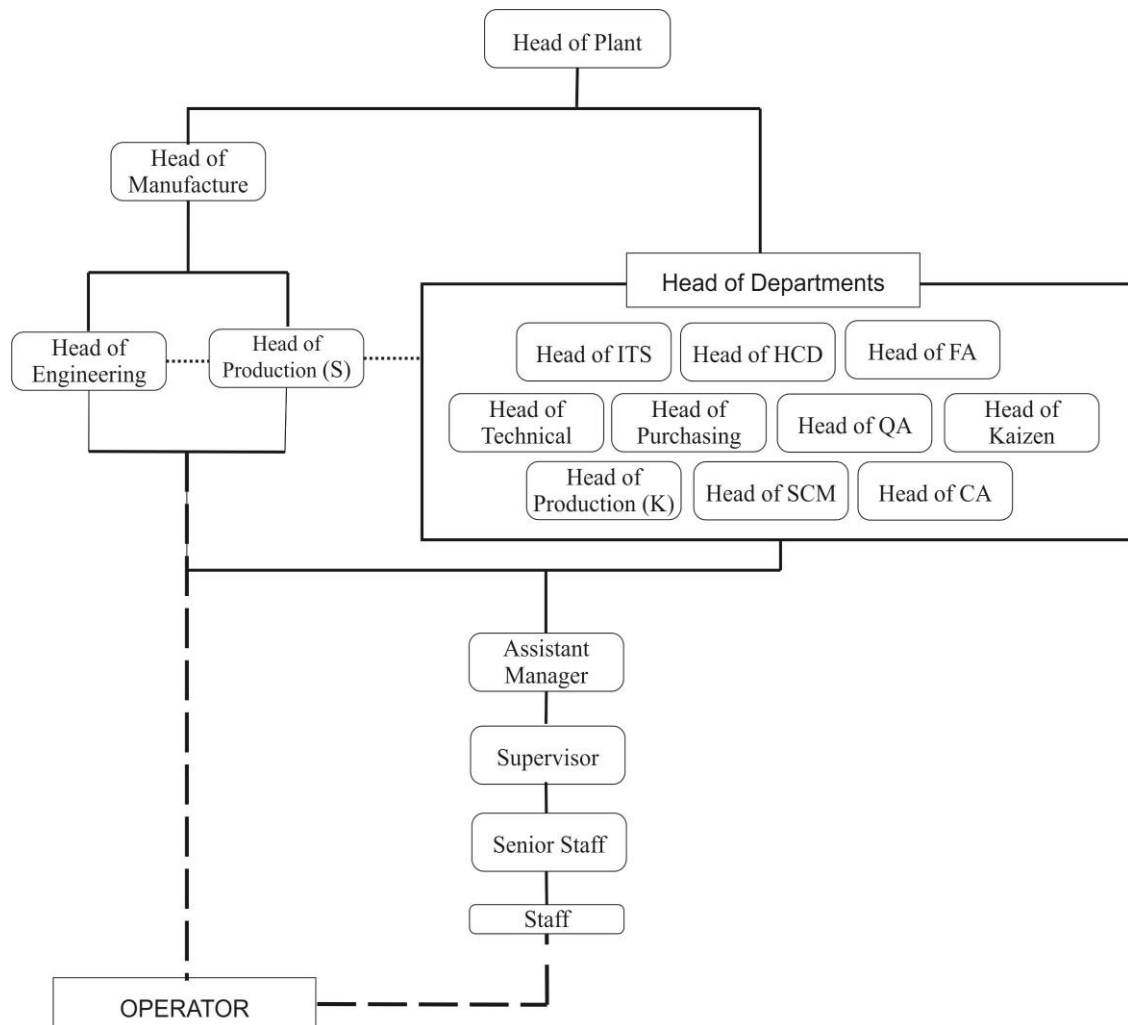 Head of Plant
Head of
Manufacture
Head of Departments
Head of
Engineering
Head of
Production (S)
Head of ITS
Head of HCD
Head of FA
Head of
Technical
Head of
Purchasing
Head of QA
Head of
Kaizen
Head of
Production (K)
Head of SCM
Head of CA
Assistant
Manager
Supervisor
Senior Staff
Staff
OPERATOR